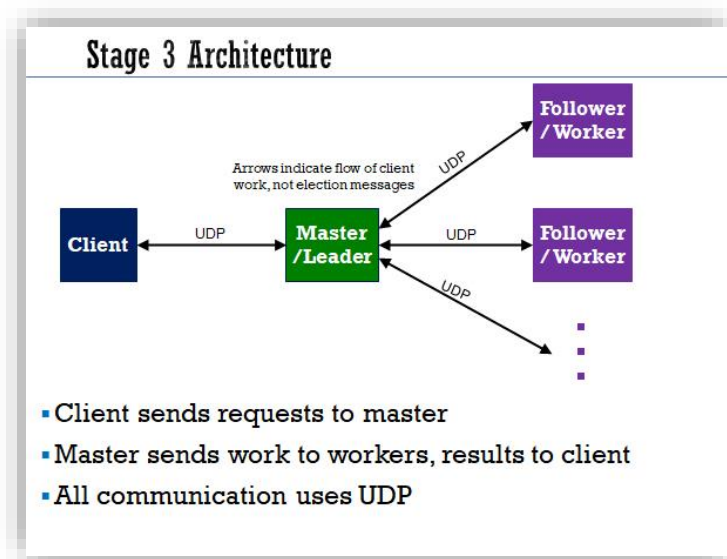 Stage 3 Architecture
Follower
/Worker
Arrows indicate flow of client
work, not election messages
UDP
Client
UDP
Master
/Leader
UDP
Follower
/Worker
UDP
Client sends requests to master
Master sends work to workers, results to client
All communication uses UDP